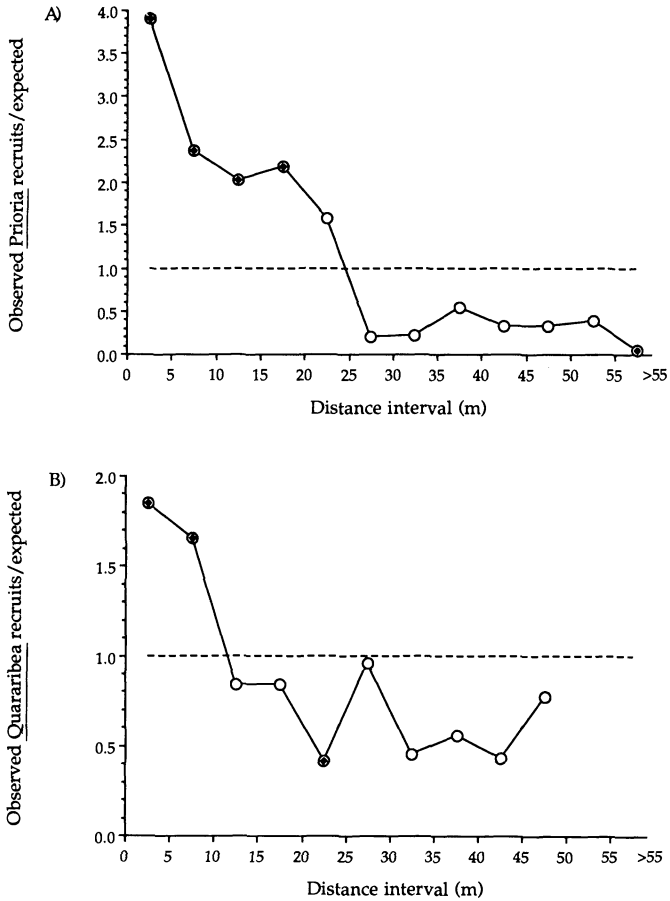 A)
Observed Prioria recruits/expected
4.0
3.5
3.0
2.5
2.0
1.5
1.0
0.5
0.0
0 5 10 15 20 25 30 35 40 45 50 55 >55
Distance interval (m)
B)
Observed Quararibea recruits/expected
2.0
1.5
1.0
0.5
0.0
0 5 10 15 20 25 30 35 40 45 50 55 >55
Distance interval (m)